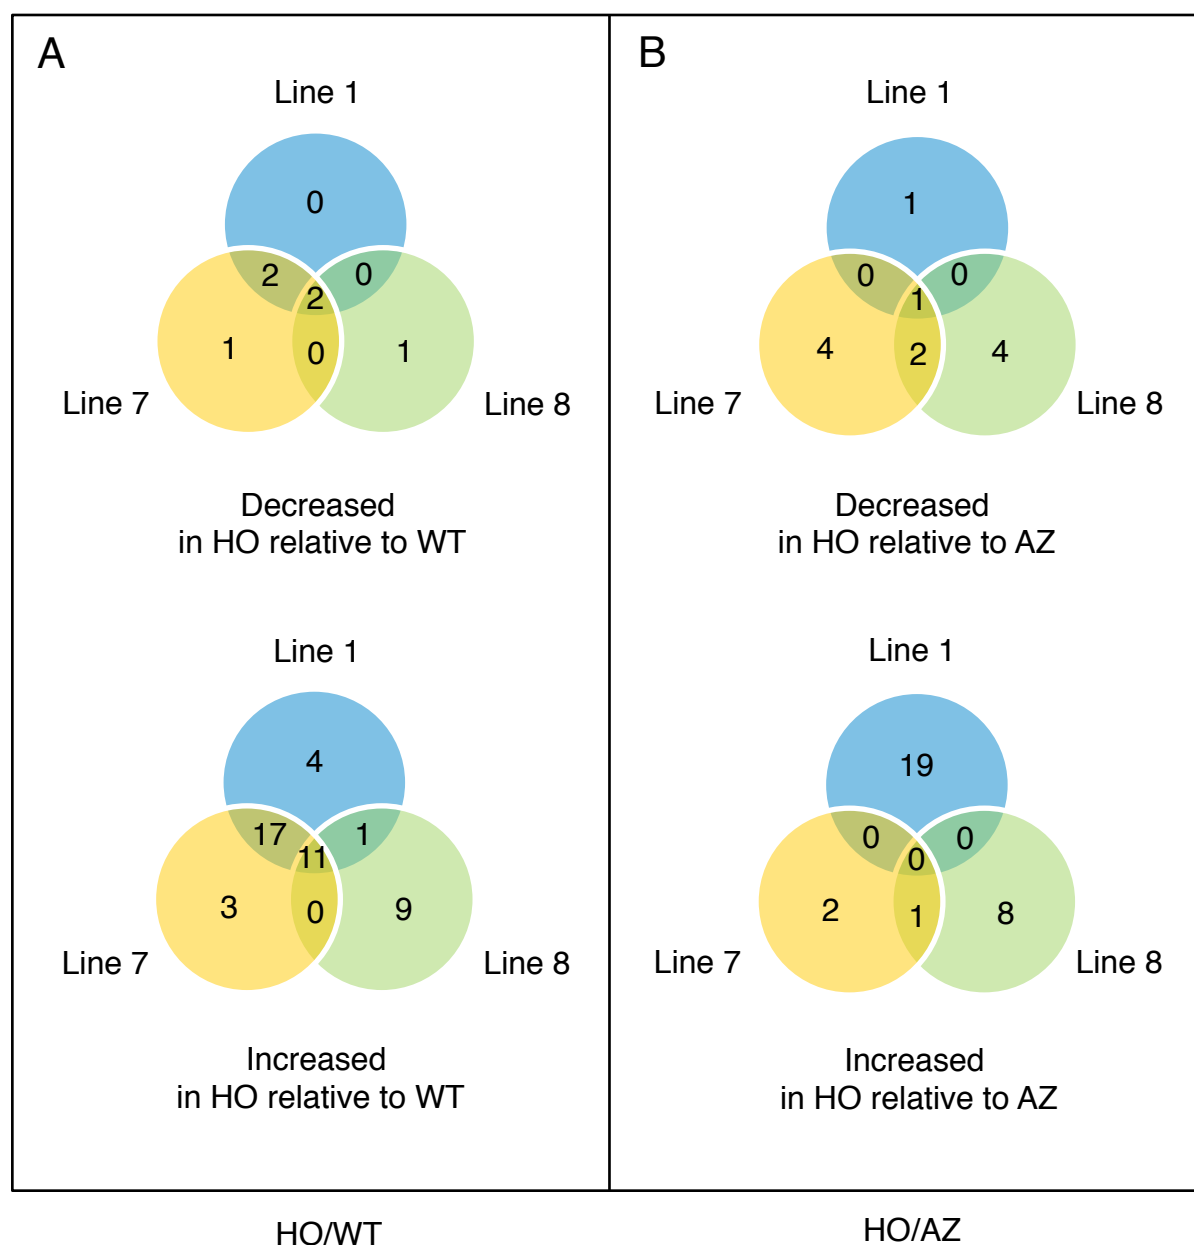 A
Line 1
0
2
0
2
1
0
1
Line 7
Line 8
Decreased
in HO relative to WT
Line 1
4
17
1
11
3
0
9
Line 7
Line 8
Increased
in HO relative to WT
HO/WT
B
Line 1
1
0
0
1
4
2
4
Line 7
Line 8
Decreased
in HO relative to AZ
Line 1
19
0
0
0
2
1
8
Line 7
Line 8
Increased
in HO relative to AZ
HO/AZ